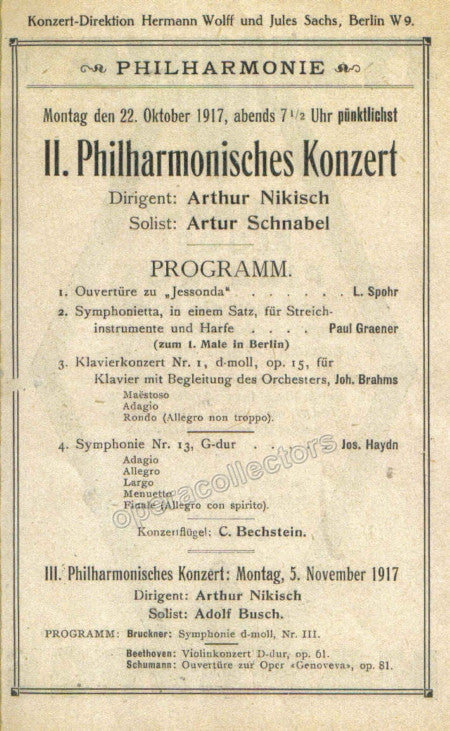 Konzert-Direktion Hermann Wolff und Jules Sachs, Berlin W 9.
PHILHARMONIE
Montag den 22. Oktober 1917, abends 7 1/2 Uhr pünktlichst
II. Philharmonisches Konzert
Dirigent: Arthur Nikisch
Solist: Artur Schnabel
PROGRAMM.
1. Ouvertüre zu „Jessonda“ . . . . . . L. Spohr
2. Symphonietta, in einem Satz, für Streich-
instrumente und Harfe . . . . Paul Graener
(zum 1. Male in Berlin)
3. Klavierkonzert Nr. 1, d-moll, op. 15, für
Klavier mit Begleitung des Orchesters, Joh. Brahms
Maëstoso
Adagio
Rondo (Allegro non troppo).
4. Symphonie Nr. 13, G-dur . . . . Jos. Haydn
Adagio
Allegro
Largo
Menuetto
Finale (Allegro con spirito).
operacollectors
Konzertflügel: C. Bechstein.
III. Philharmonisches Konzert: Montag, 5. November 1917
Dirigent: Arthur Nikisch
Solist: Adolf Busch.
PROGRAMM: Bruckner: Symphonie d-moll, Nr. III.
Beethoven: Violinkonzert D-dur, op. 61.
Schumann: Ouvertüre zur Oper «Genoveva», op. 81.